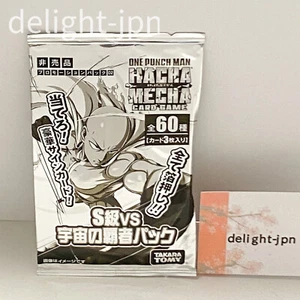 delight-jpn
非売品
プロモーションパック02
ONE PUNCH MAN
HACHA
MECHA
CARD GAME
全60種
【カード3枚入り】
当てろ!!
豪華サインカード!!
全て箔押し!!
S級VS
宇宙の覇者パック
TAKARA TOMY
delight-jpn